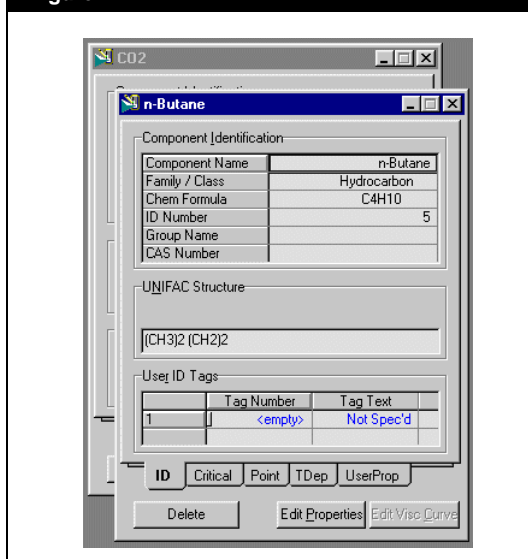 CO2
n-Butane
Component Identification
Component Name n-Butane
Family / Class Hydrocarbon
Chem Formula C4H10
ID Number 5
Group Name
CAS Number
UNIFAC Structure
(CH3)2 (CH2)2
User ID Tags
Tag Number Tag Text
1 <empty> Not Spec'd
ID Critical Point TDep UserProp
Delete Edit Properties Edit Visc Curve